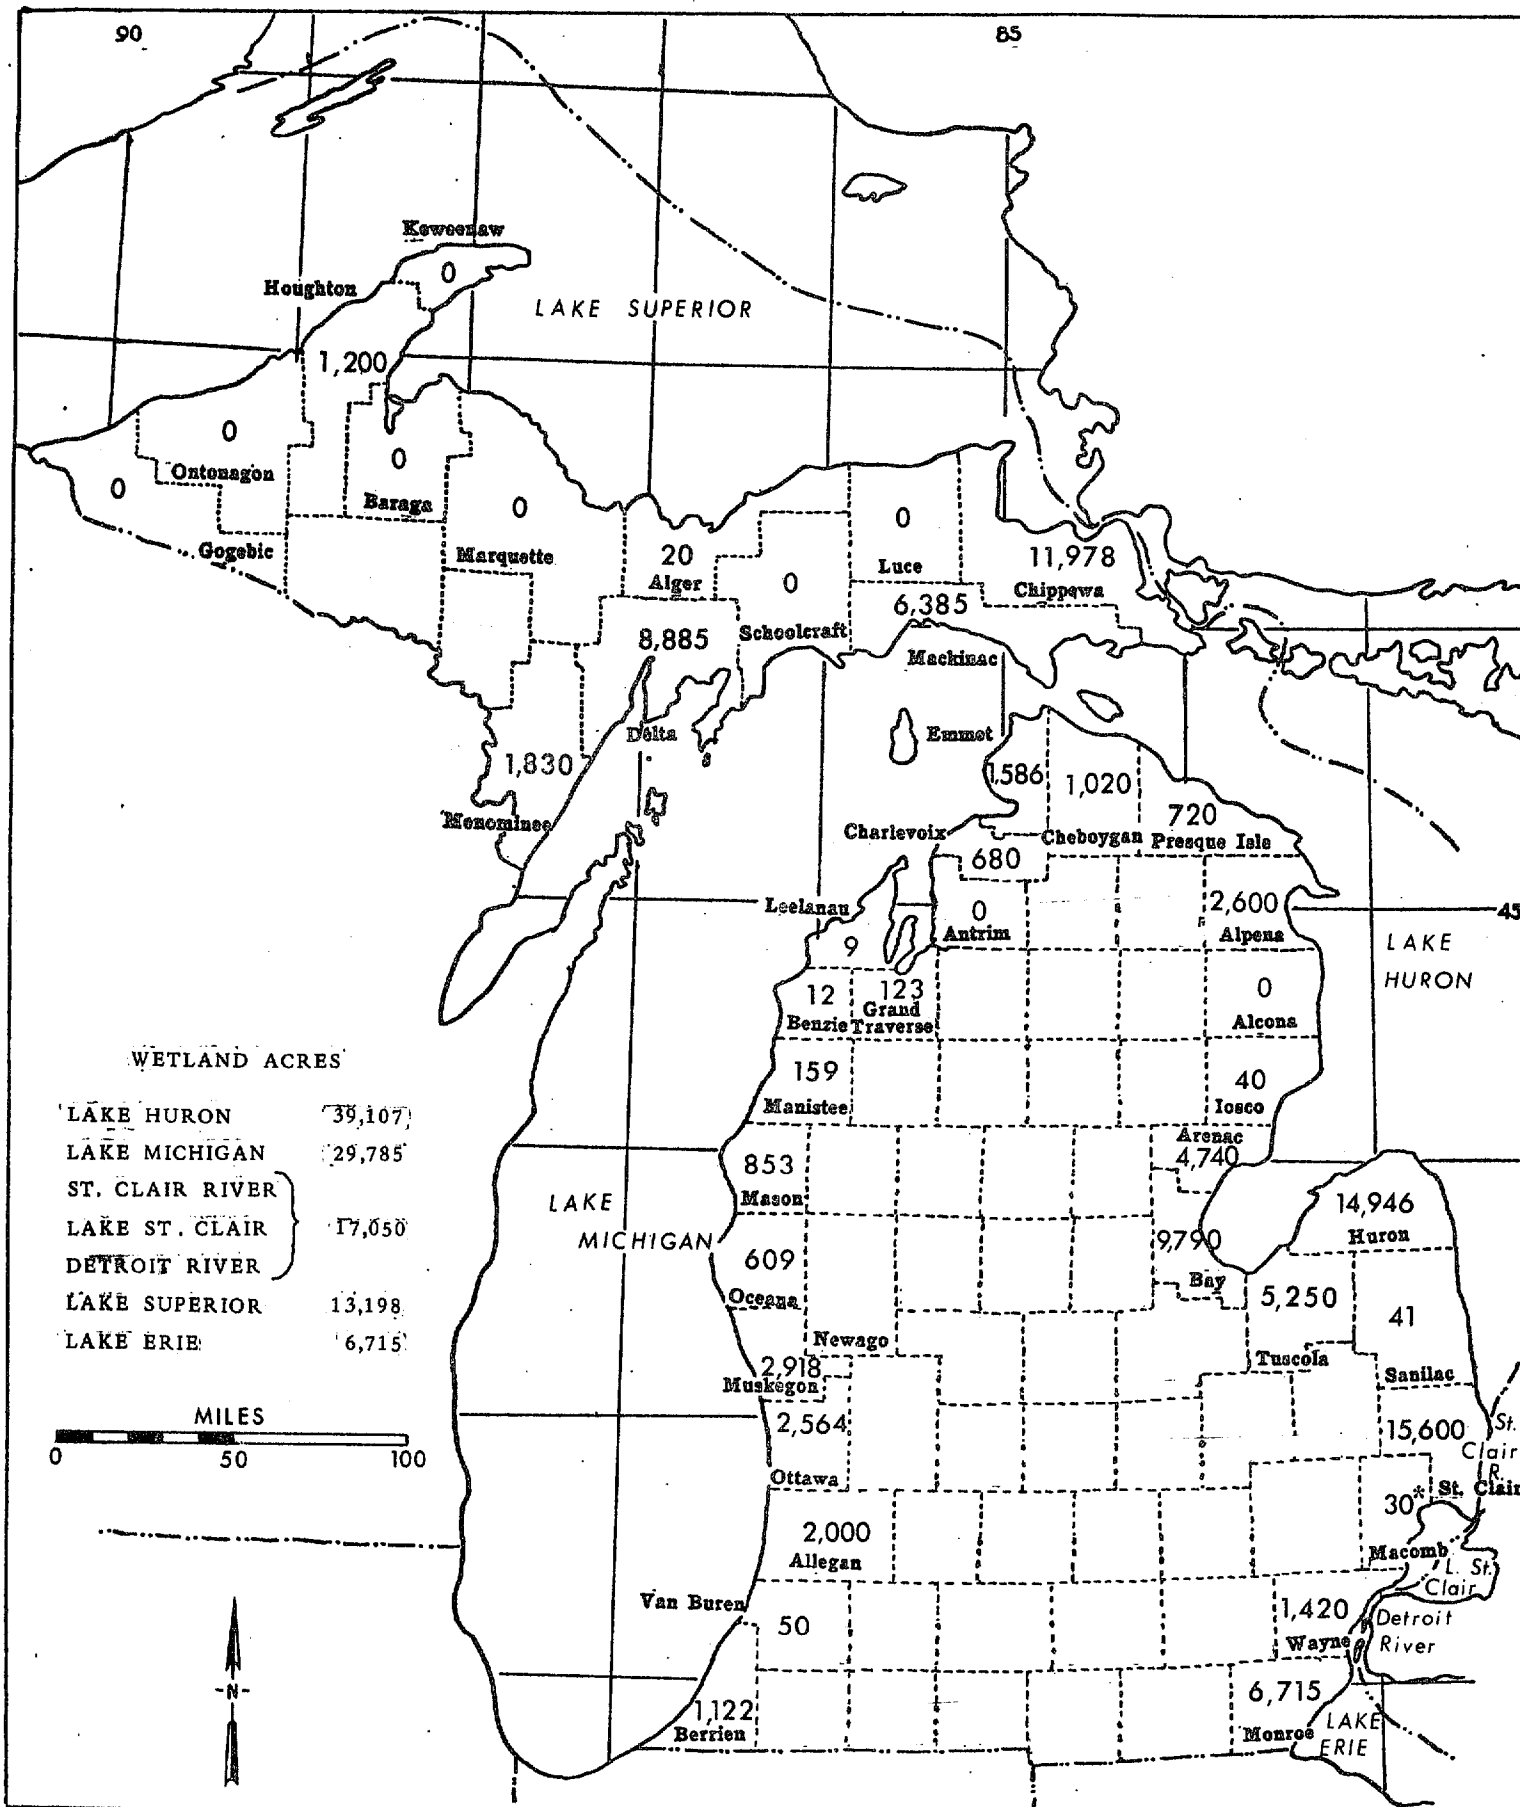 90
85
Keweenaw
0
Houghton
LAKE SUPERIOR
1,200
0
Ontonagon
0
0
Baraga
0
0
Gogebic
Marquette
20
Alger
Luce
11,978
Chippewa
0
6,385
8,885
Schoolcraft
Mackinac
Delta
Emmet
1,830
1,586
1,020
720
Menominee
Charlevoix
Cheboygan
Presque Isle
680
Leelanau
0
2,600
45
Antrim
Alpena
9
LAKE
HURON
12
123
0
Benzie
Grand
Traverse
Alcona
WETLAND ACRES
159
40
Manistee
Iosco
LAKE HURON 39,107
LAKE MICHIGAN 29,785
ST. CLAIR RIVER
LAKE ST. CLAIR 17,050
DETROIT RIVER
LAKE SUPERIOR 13,198
LAKE ERIE 6,715
Arenac
4,740
853
Mason
LAKE
MICHIGAN
14,946
Huron
609
9,790
Bay
Oceana
5,250
41
Newago
Tuscola
2,918
Muskegon
Sanilac
MILES
0 50 100
2,564
15,600
St.
Clair
R.
Ottawa
30*
St. Clair
2,000
Allegan
Macomb
L. St.
Clair
Van Buren
50
1,420
Detroit
River
Wayne
-N-
1,122
Berrien
6,715
Monroe
LAKE
ERIE